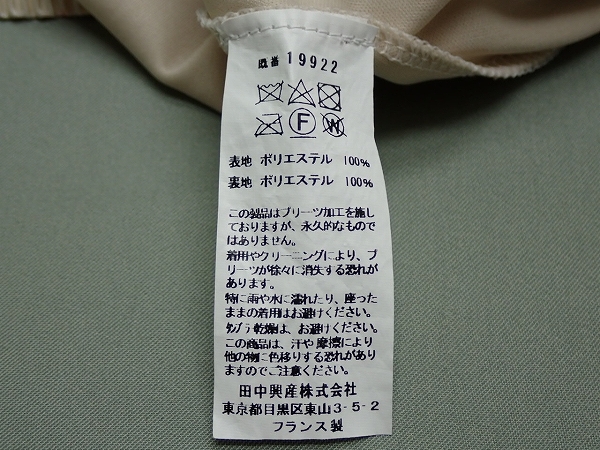 既番 19922
F W
表地 ポリエステル 100%
裏地 ポリエステル 100%
この製品はプリーツ加工を施し
ておりますが、永久的なもので
はありません。
着用やクリーニングにより、プ
リーツが徐々に消失する恐れが
あります。
特に雨や水に濡れたり、座った
ままの着用はお避けください。
タンブラ乾燥は、お避けください。
この商品は、汗や摩擦により
他の物に色移りする恐れがあり
ますのでご注意ください。
田中興産株式会社
東京都目黒区東山3-5-2
フランス製